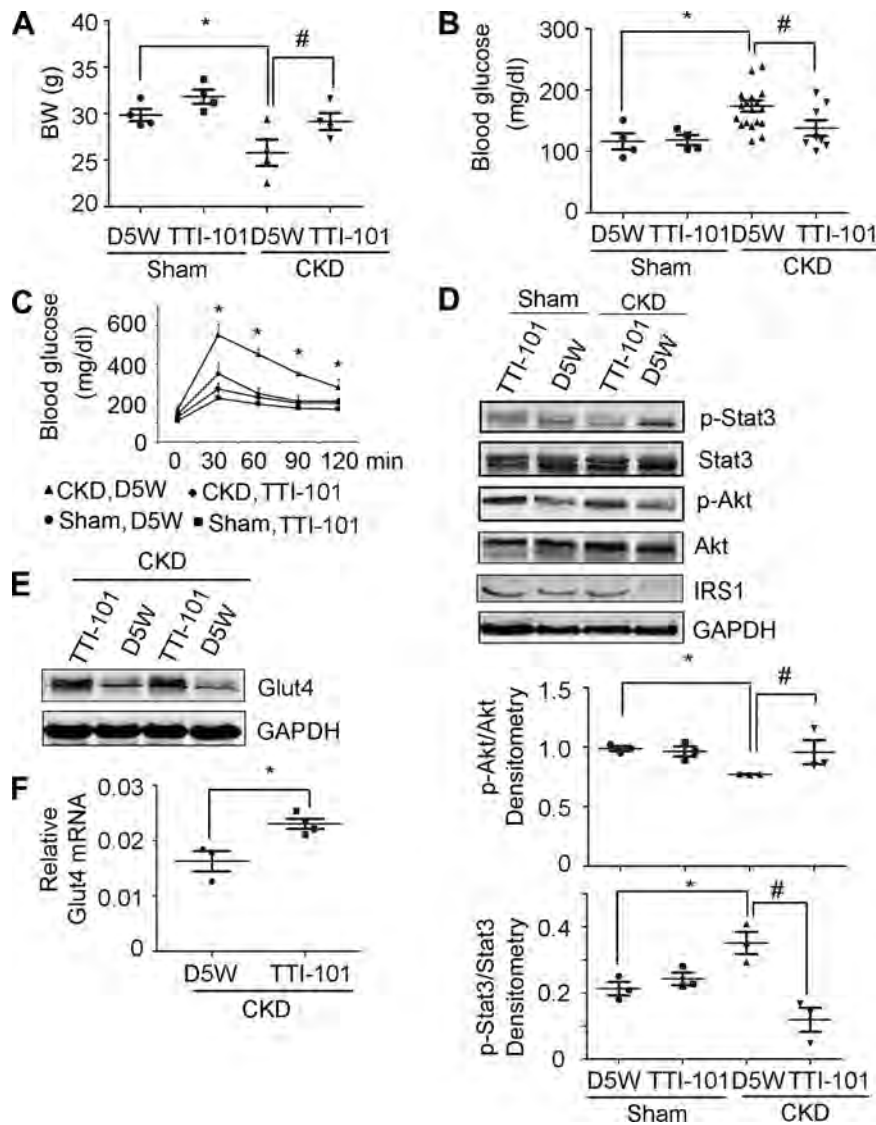 A
BW (g)
40
35
30
25
20
*
#
D5W TTI-101 D5W TTI-101
Sham CKD
B
Blood glucose
(mg/dl)
300
200
100
0
*
#
D5W TTI-101 D5W TTI-101
Sham CKD
C
Blood glucose
(mg/dl)
600
400
200
0
* * * *
0 30 60 90 120 min
CKD,D5W CKD,TTI-101
Sham,D5W Sham,TTI-101
D
Sham CKD
TTI-101 D5W TTI-101 D5W
p-Stat3
Stat3
p-Akt
Akt
IRS1
GAPDH
p-Akt/Akt
Densitometry
1.5
1.0
0.5
0
*
#
p-Stat3/Stat3
Densitometry
0.4
0.2
0
*
#
D5W TTI-101 D5W TTI-101
Sham CKD
E
CKD
TTI-101 D5W TTI-101 D5W
Glut4
GAPDH
F
Relative
Glut4 mRNA
0.03
0.02
0.01
0
*
D5W TTI-101
CKD